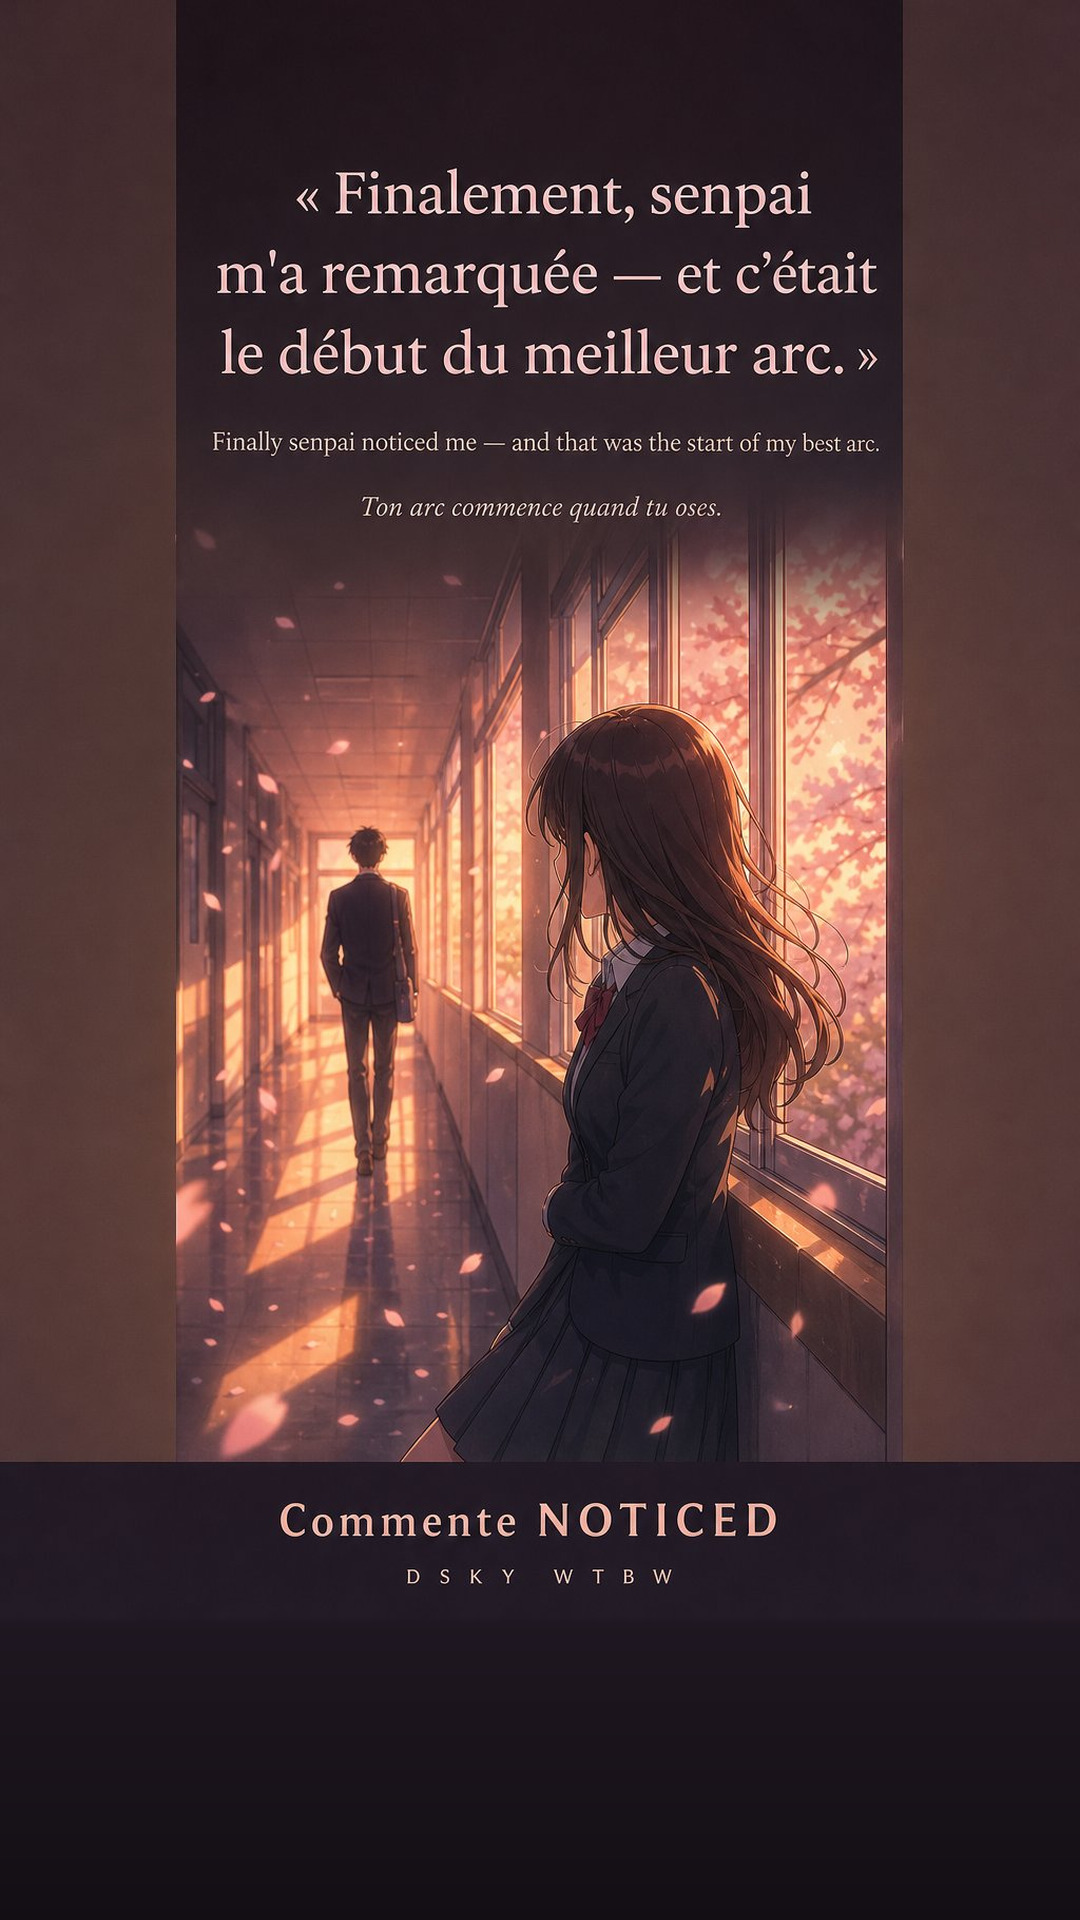 « Finalement, senpai
m'a remarquée — et c’était
le début du meilleur arc. »
Finally senpai noticed me — and that was the start of my best arc.
Ton arc commence quand tu oses.
Commente NOTICED
DSKY WTBW